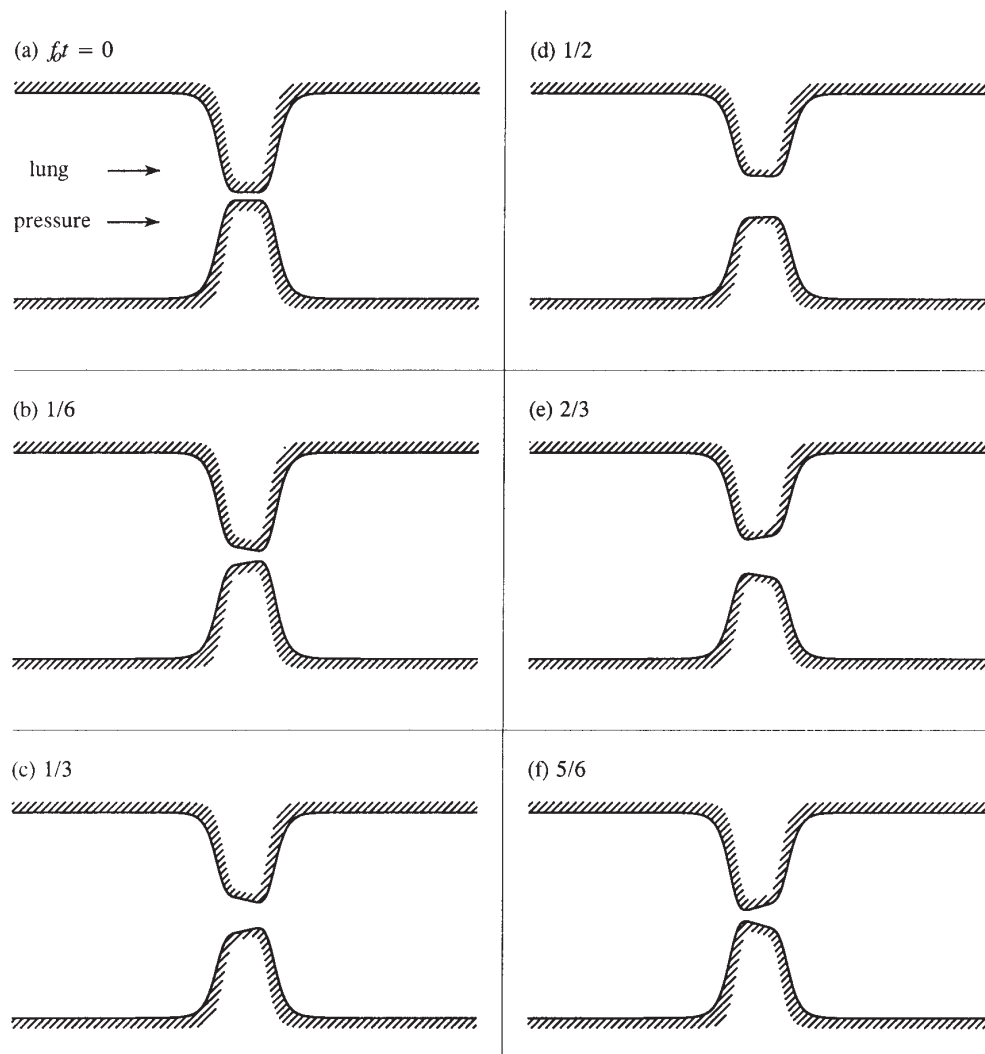 (a) f₀t = 0
lung
pressure
(b) 1/6
(c) 1/3
(d) 1/2
(e) 2/3
(f) 5/6